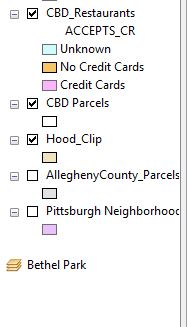 CBD_Restaurants
ACCEPTS_CR
Unknown
No Credit Cards
Credit Cards
CBD Parcels
Hood_Clip
AlleghenyCounty_Parcels
Pittsburgh Neighborhood
Bethel Park